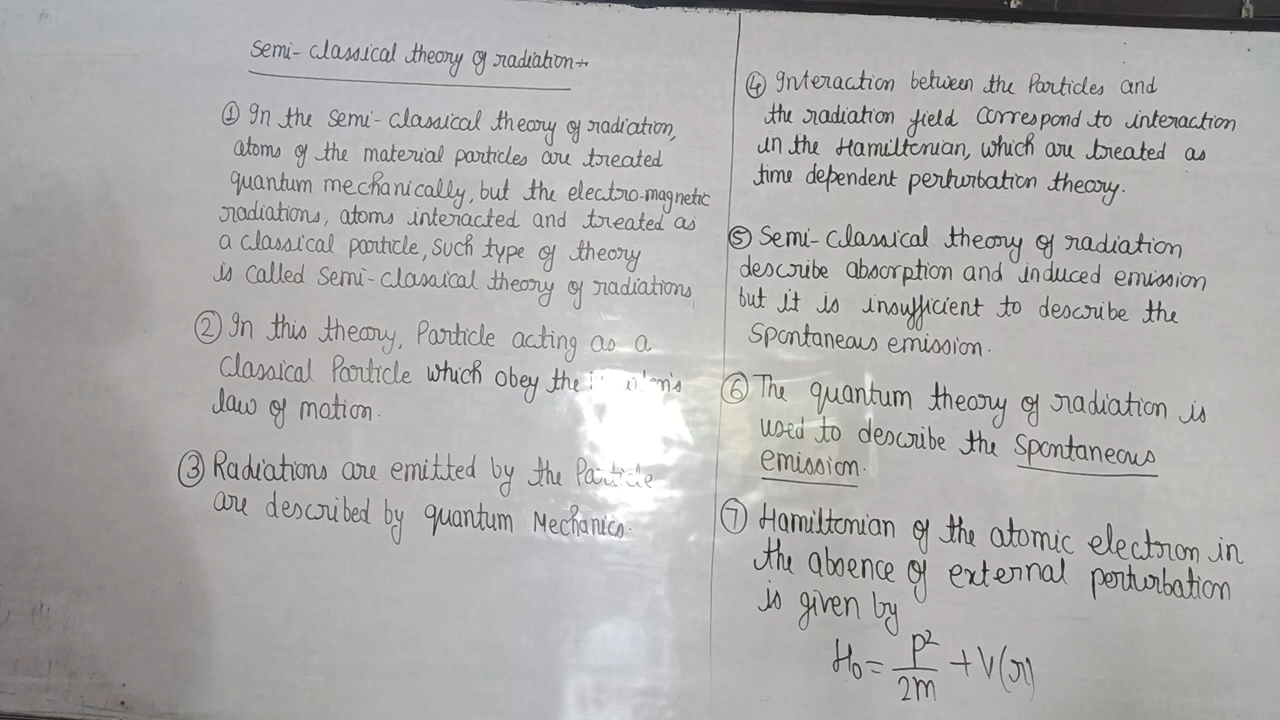 Semi-classical theory of radiation÷
① In the semi-classical theory of radiation,
atoms of the material particles are treated
quantum mechanically, but the electro-magnetic
radiations, atoms interacted and treated as
a classical particle, such type of theory
is called semi-classical theory of radiations,
② In this theory, Particle acting as a
Classical Particle which obey the
law of motion.
③ Radiations are emitted by the Particle
are described by quantum Mechanics.
④ Interaction between the Particles and
the radiation field correspond to interaction
in the Hamiltonian, which are treated as
time dependent perturbation theory.
⑤ Semi-classical theory of radiation
describe absorption and induced emission
but it is insufficient to describe the
Spontaneous emission.
⑥ The quantum theory of radiation is
used to describe the Spontaneous
emission.
⑦ Hamiltonian of the atomic electron in
the absence of external perturbation
is given by
H₀ = P²/2m + V(r)